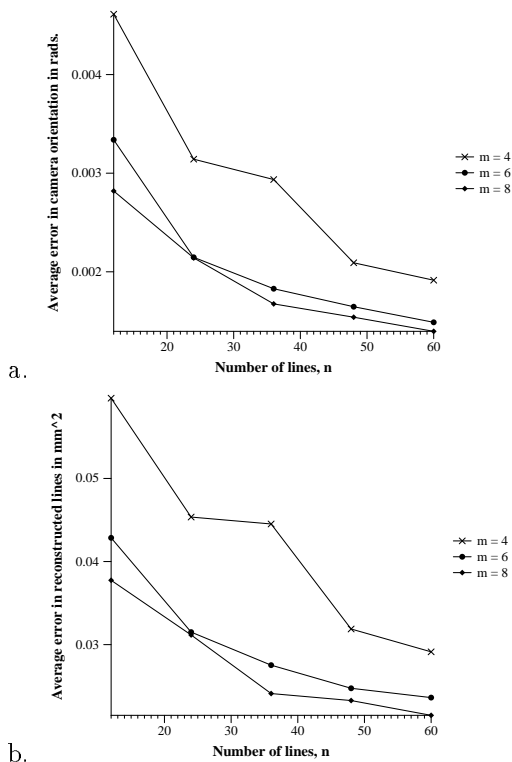 Average error in camera orientation in rads.
0.004
0.003
0.002
20 30 40 50 60
Number of lines, n
m = 4
m = 6
m = 8
a.
Average error in reconstructed lines in mm^2
0.05
0.04
0.03
20 30 40 50 60
Number of lines, n
m = 4
m = 6
m = 8
b.